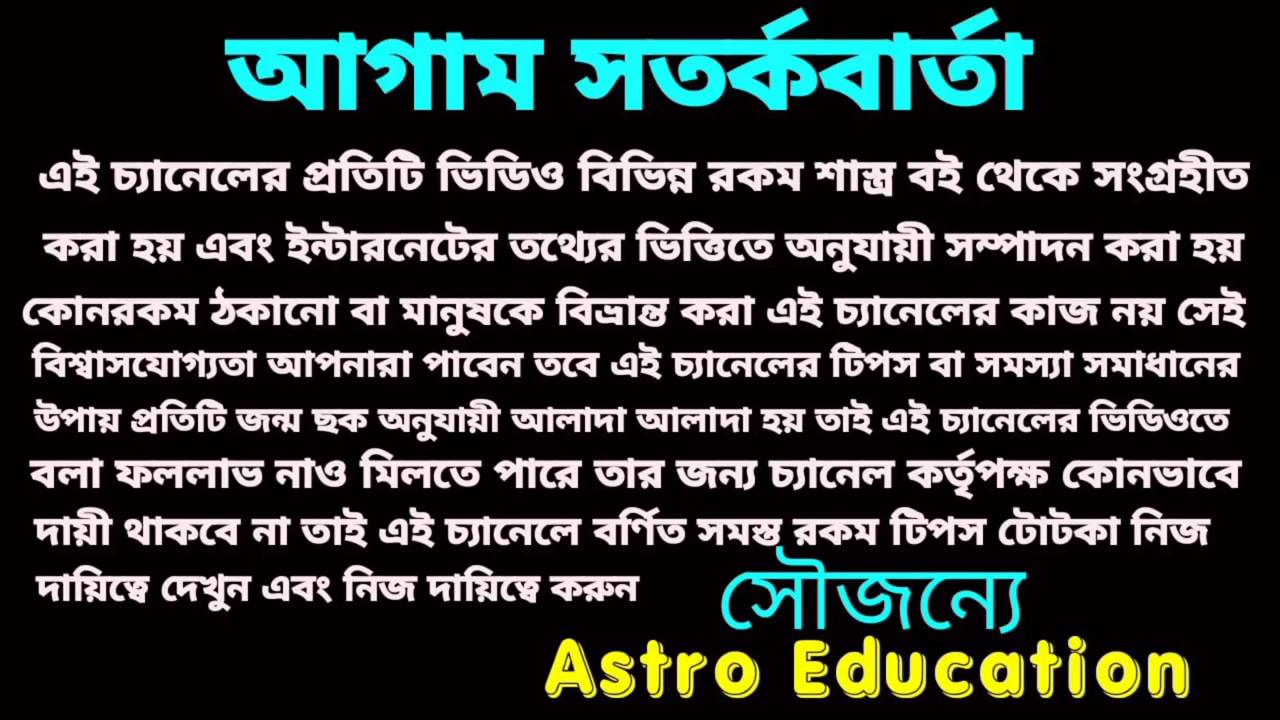 আগাম সতর্কবার্তা
এই চ্যানেলের প্রতিটি ভিডিও বিভিন্ন রকম শাস্ত্র বই থেকে সংগ্রহীত
করা হয় এবং ইন্টারনেটের তথ্যের ভিত্তিতে অনুযায়ী সম্পাদন করা হয়
কোনরকম ঠকানো বা মানুষকে বিভ্রান্ত করা এই চ্যানেলের কাজ নয় সেই
বিশ্বাসযোগ্যতা আপনারা পাবেন তবে এই চ্যানেলের টিপস বা সমস্যা সমাধানের
উপায় প্রতিটি জন্ম ছক অনুযায়ী আলাদা আলাদা হয় তাই এই চ্যানেলের ভিডিওতে
বলা ফললাভ নাও মিলতে পারে তার জন্য চ্যানেল কর্তৃপক্ষ কোনভাবে
দায়ী থাকবে না তাই এই চ্যানেলে বর্ণিত সমস্ত রকম টিপস টোটকা নিজ
দায়িত্বে দেখুন এবং নিজ দায়িত্বে করুন
সৌজন্যে
Astro Education